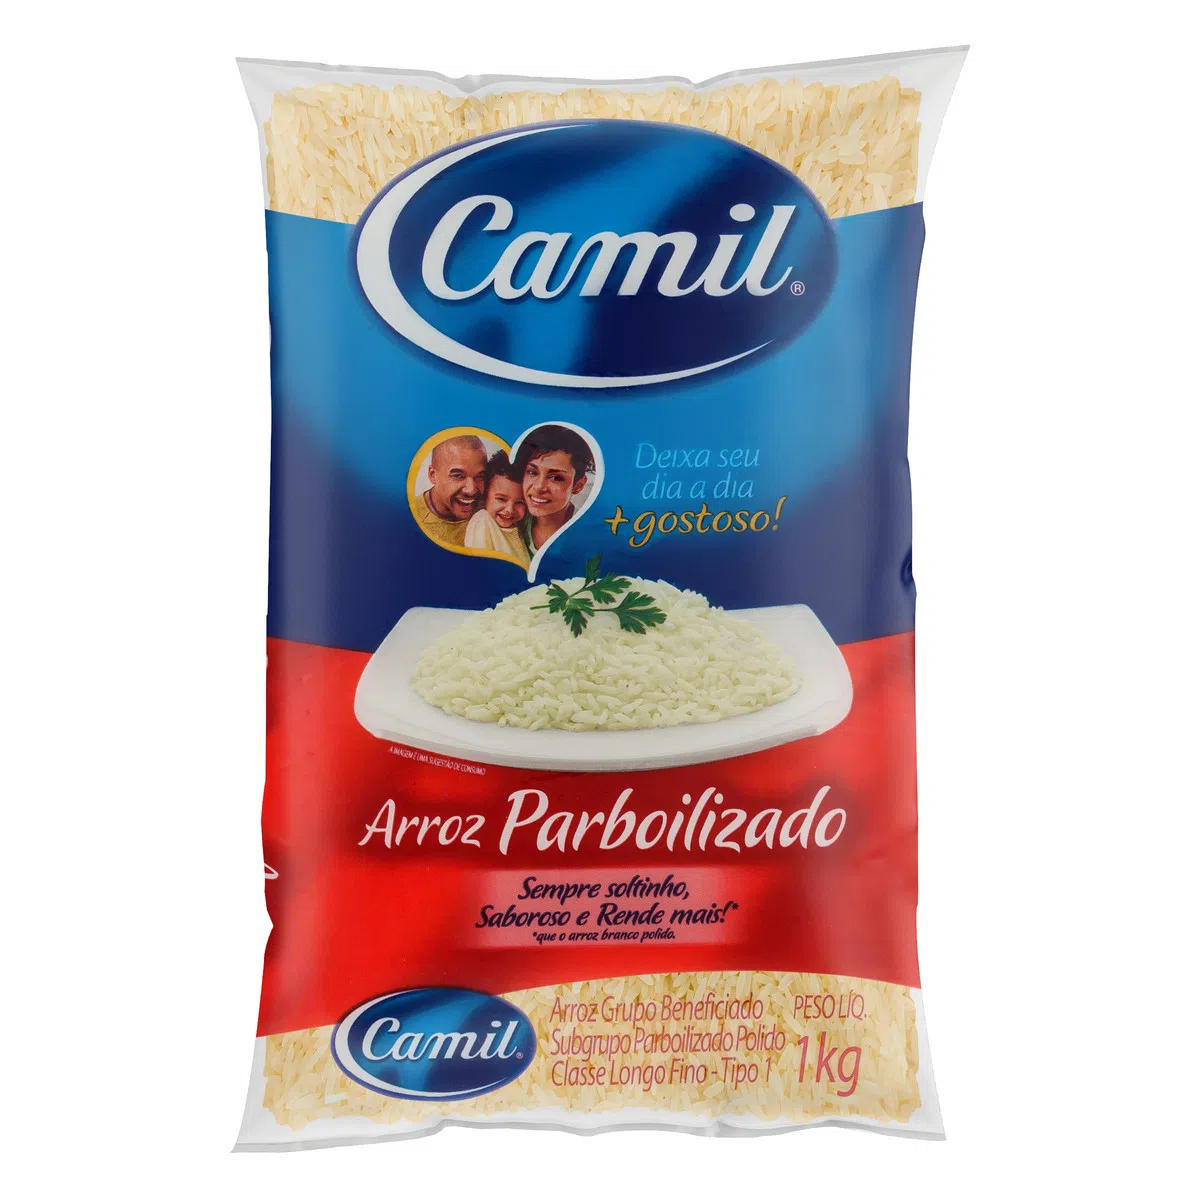 Camil®
Deixa seu
dia a dia
+gostoso!
A IMAGEM É UMA SUGESTÃO DE CONSUMO
Arroz Parboilizado
Sempre soltinho,
Saboroso e Rende mais!*
*que o arroz branco polido.
Camil®
Arroz Grupo Beneficiado
Subgrupo Parboilizado Polido
Classe Longo Fino - Tipo 1
PESO LÍQ.
1kg